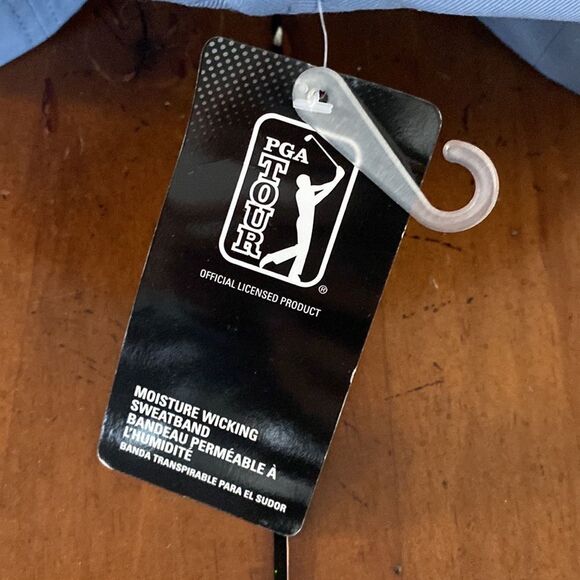 PGA
TOUR
®
OFFICIAL LICENSED PRODUCT
MOISTURE WICKING
SWEATBAND
BANDEAU PERMÉABLE À
L'HUMIDITÉ
BANDA TRANSPIRABLE PARA EL SUDOR